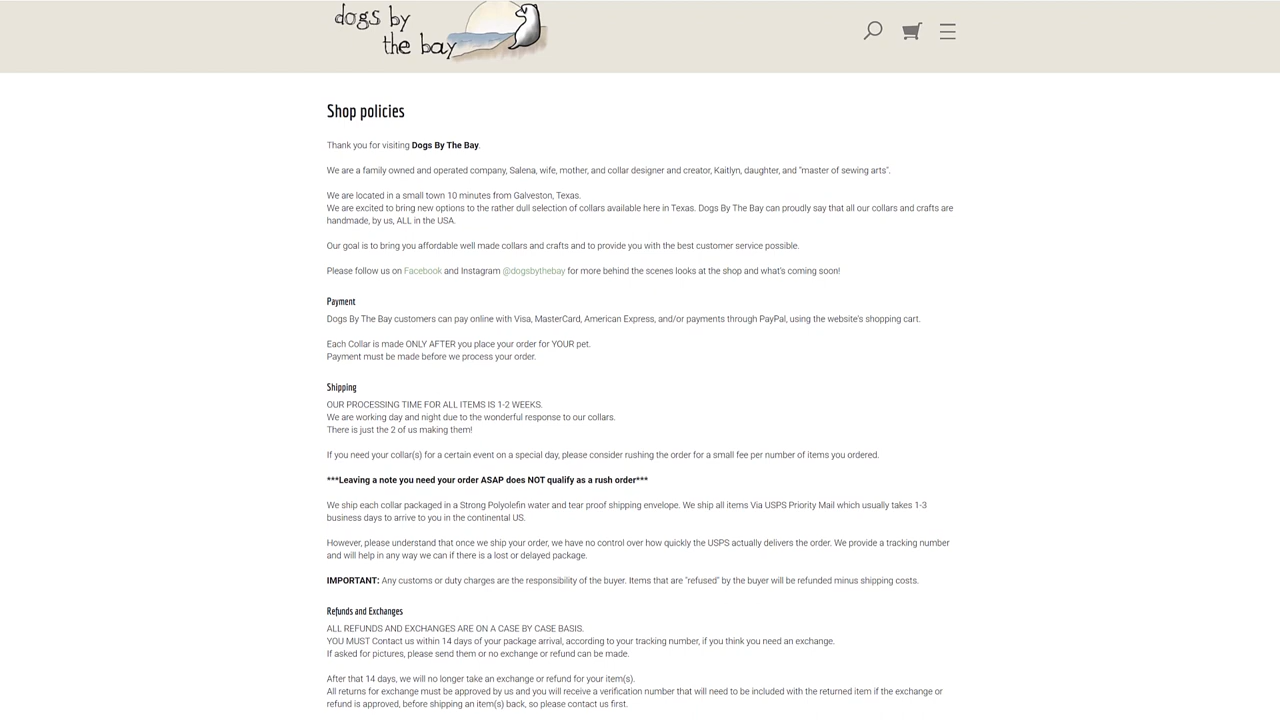 dogs by
the bay
Shop policies
Thank you for visiting Dogs By The Bay.
We are a family owned and operated company, Salena, wife, mother, and collar designer and creator, Kaitlyn, daughter, and "master of sewing arts".
We are located in a small town 10 minutes from Galveston, Texas.
We are excited to bring new options to the rather dull selection of collars available here in Texas. Dogs By The Bay can proudly say that all our collars and crafts are
handmade, by us, ALL in the USA.
Our goal is to bring you affordable well made collars and crafts and to provide you with the best customer service possible.
Please follow us on Facebook and Instagram @dogsbythebay for more behind the scenes looks at the shop and what's coming soon!
Payment
Dogs By The Bay customers can pay online with Visa, MasterCard, American Express, and/or payments through PayPal, using the website's shopping cart.
Each Collar is made ONLY AFTER you place your order for YOUR pet.
Payment must be made before we process your order.
Shipping
OUR PROCESSING TIME FOR ALL ITEMS IS 1-2 WEEKS.
We are working day and night due to the wonderful response to our collars.
There is just the 2 of us making them!
If you need your collar(s) for a certain event on a special day, please consider rushing the order for a small fee per number of items you ordered.
***Leaving a note you need your order ASAP does NOT qualify as a rush order***
We ship each collar packaged in a Strong Polyolefin water and tear proof shipping envelope. We ship all items Via USPS Priority Mail which usually takes 1-3
business days to arrive to you in the continental US.
However, please understand that once we ship your order, we have no control over how quickly the USPS actually delivers the order. We provide a tracking number
and will help in any way we can if there is a lost or delayed package.
IMPORTANT: Any customs or duty charges are the responsibility of the buyer. Items that are "refused" by the buyer will be refunded minus shipping costs.
Refunds and Exchanges
ALL REFUNDS AND EXCHANGES ARE ON A CASE BY CASE BASIS.
YOU MUST Contact us within 14 days of your package arrival, according to your tracking number, if you think you need an exchange.
If asked for pictures, please send them or no exchange or refund can be made.
After that 14 days, we will no longer take an exchange or refund for your item(s).
All returns for exchange must be approved by us and you will receive a verification number that will need to be included with the returned item if the exchange or
refund is approved, before shipping an item(s) back, so please contact us first.